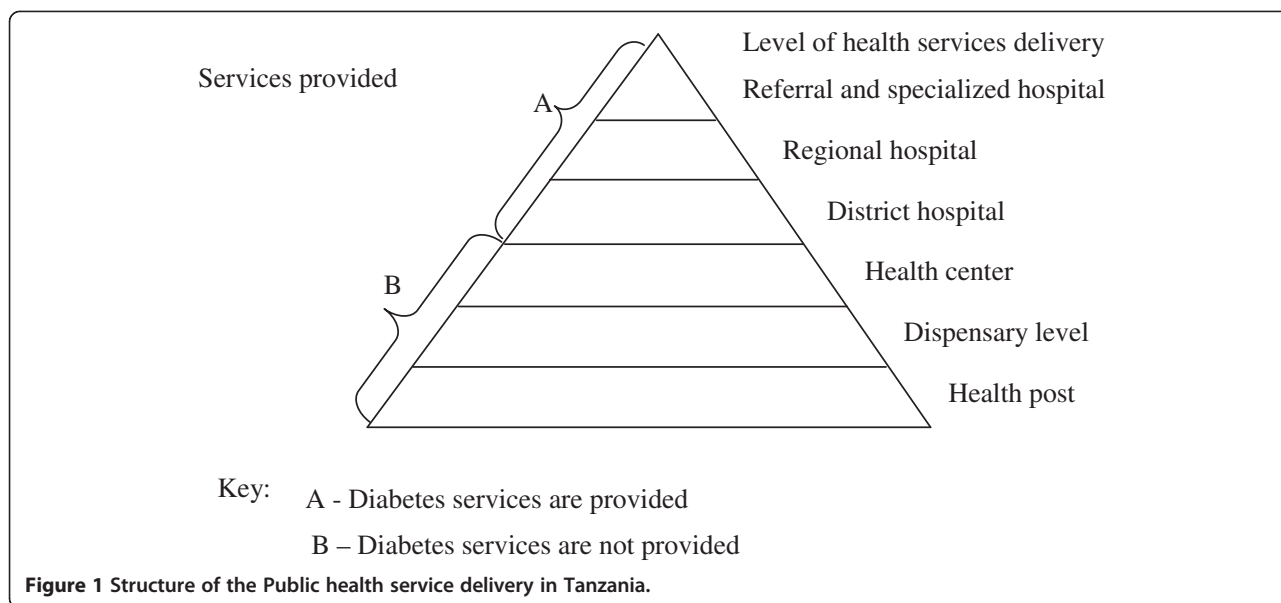 Level of health services delivery
Services provided
Referral and specialized hospital
A
Regional hospital
District hospital
Health center
B
Dispensary level
Health post
Key:
A - Diabetes services are provided
B – Diabetes services are not provided
Figure 1 Structure of the Public health service delivery in Tanzania.